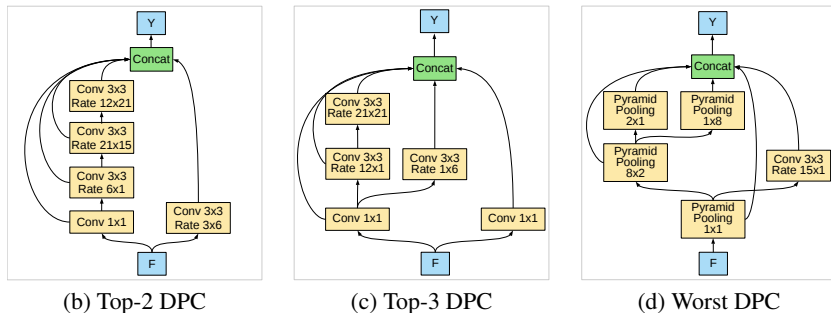 Y
Concat
Conv 3x3
Rate 12x21
Conv 3x3
Rate 21x15
Conv 3x3
Rate 6x1
Conv 1x1
Conv 3x3
Rate 3x6
F
(b) Top-2 DPC
Y
Concat
Conv 3x3
Rate 21x21
Conv 3x3
Rate 12x1
Conv 3x3
Rate 1x6
Conv 1x1
Conv 1x1
F
(c) Top-3 DPC
Y
Concat
Pyramid
Pooling
2x1
Pyramid
Pooling
1x8
Pyramid
Pooling
8x2
Conv 3x3
Rate 15x1
Pyramid
Pooling
1x1
F
(d) Worst DPC